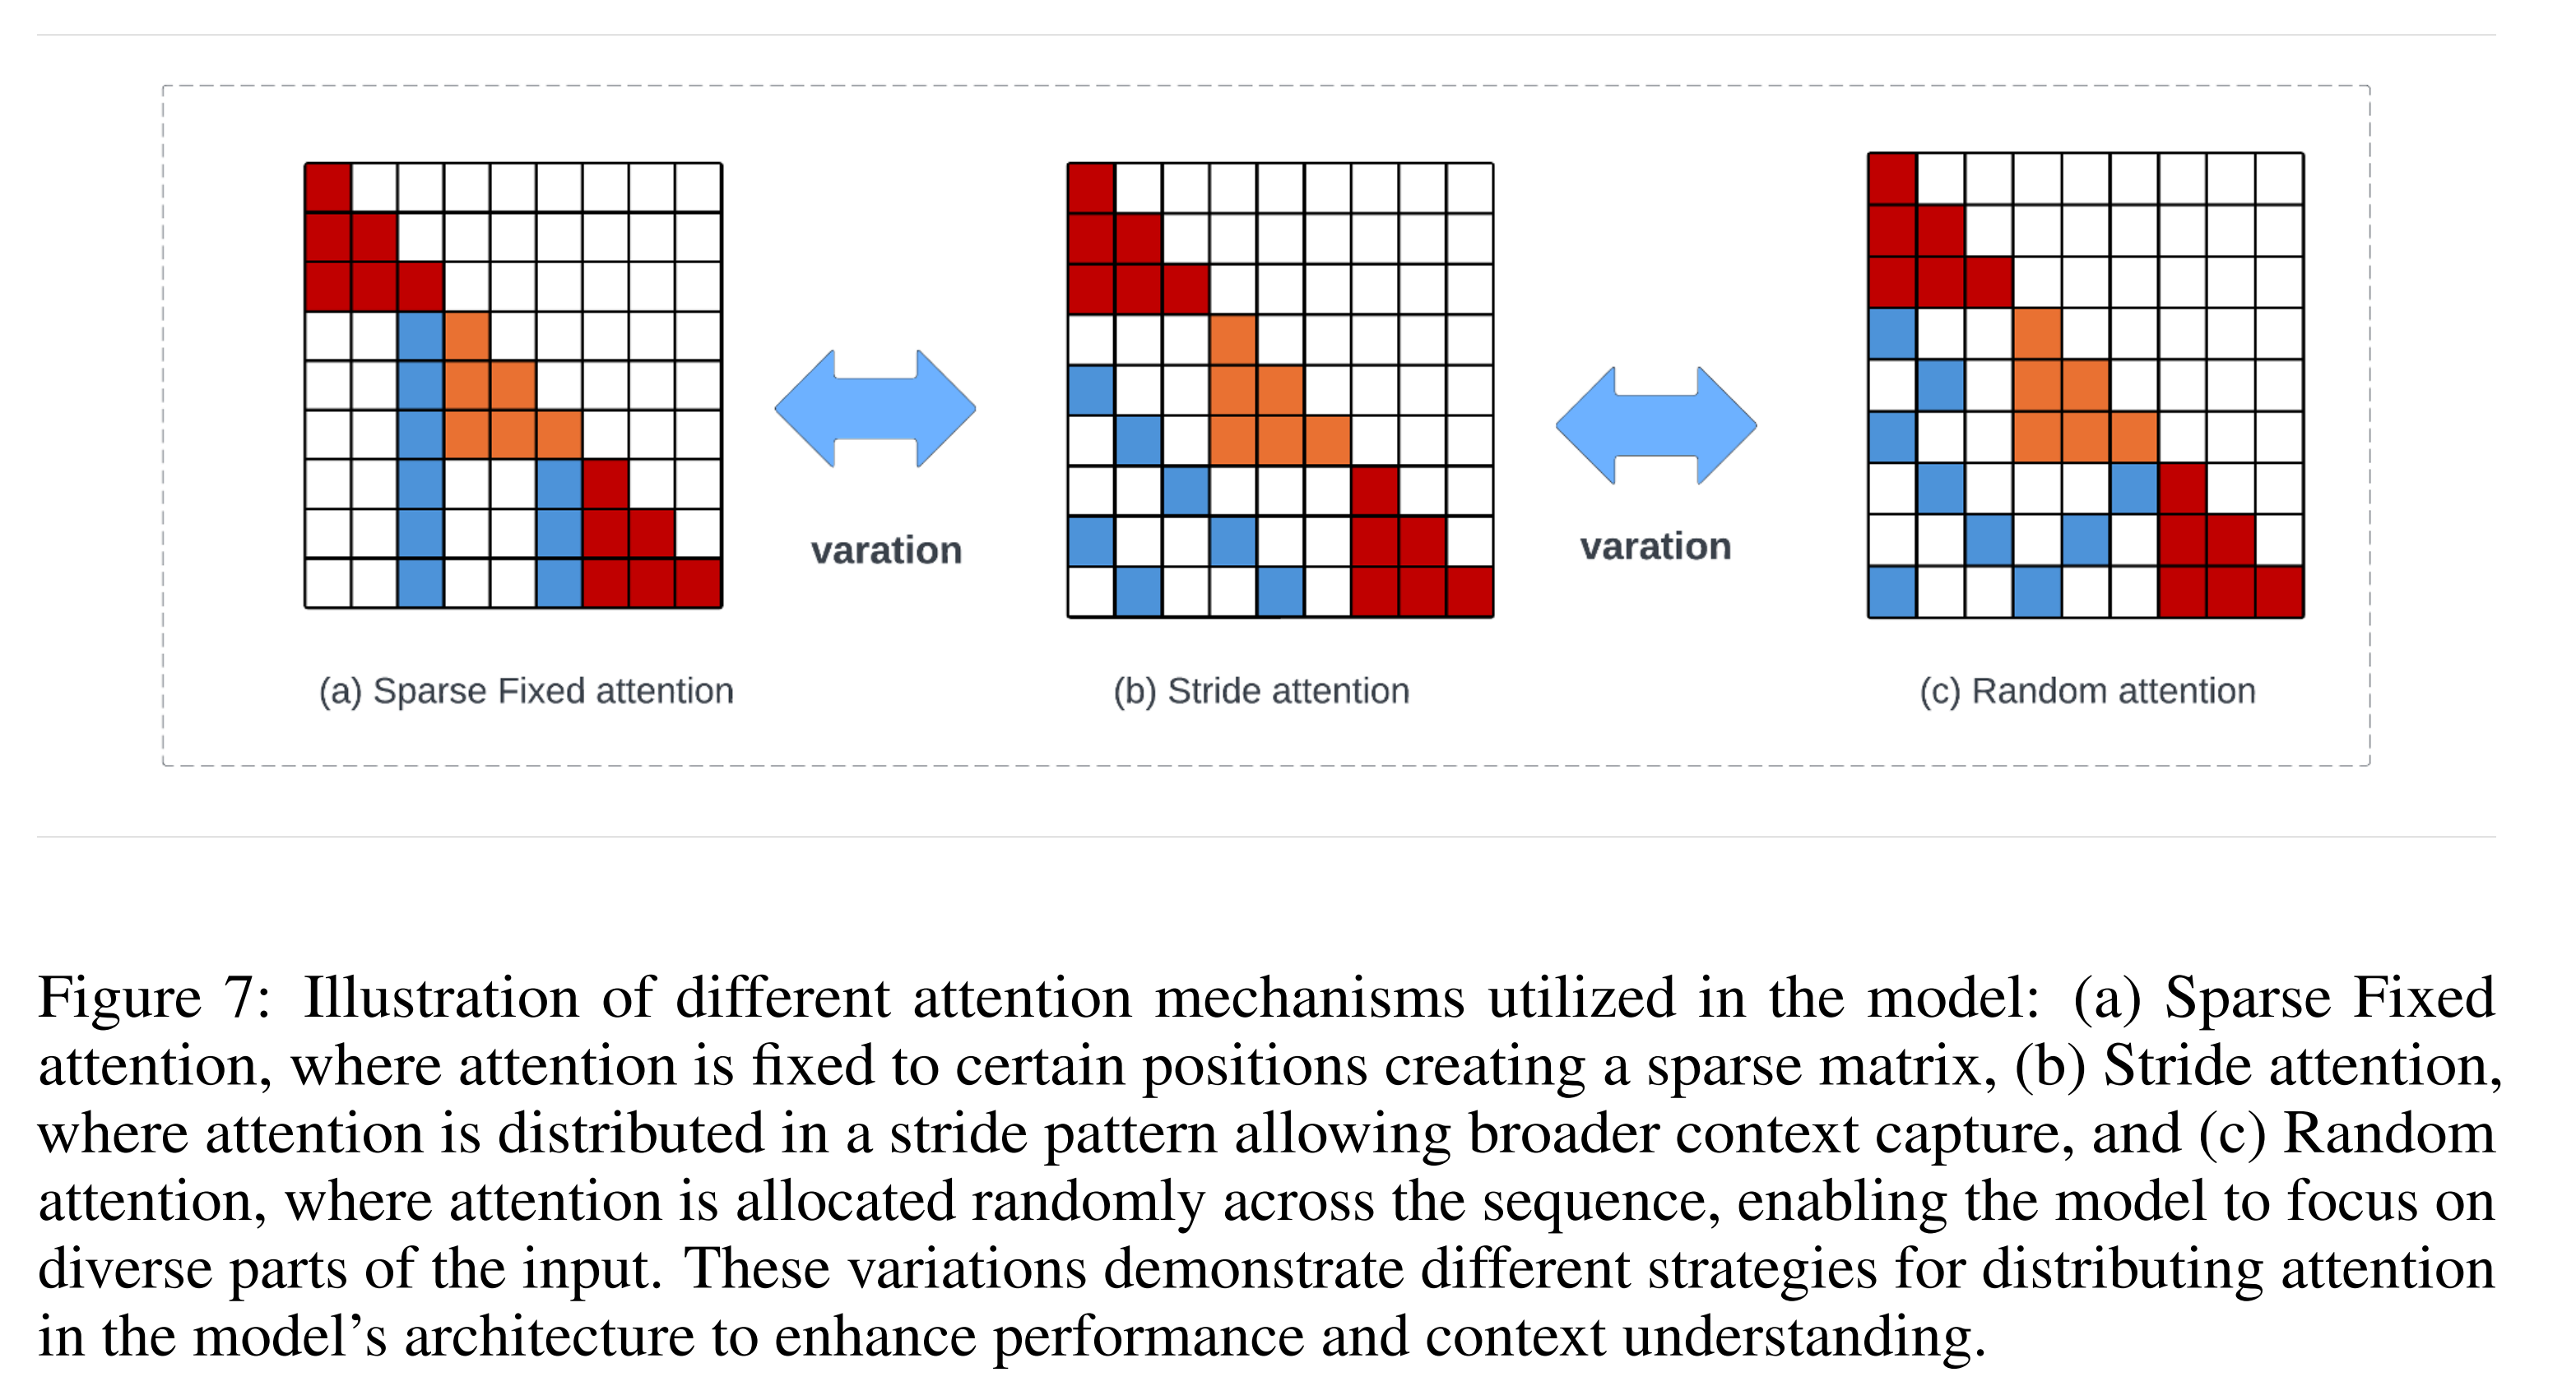 varation
varation
(a) Sparse Fixed attention
(b) Stride attention
(c) Random attention
Figure 7: Illustration of different attention mechanisms utilized in the model: (a) Sparse Fixed
attention, where attention is fixed to certain positions creating a sparse matrix, (b) Stride attention,
where attention is distributed in a stride pattern allowing broader context capture, and (c) Random
attention, where attention is allocated randomly across the sequence, enabling the model to focus on
diverse parts of the input. These variations demonstrate different strategies for distributing attention
in the model's architecture to enhance performance and context understanding.